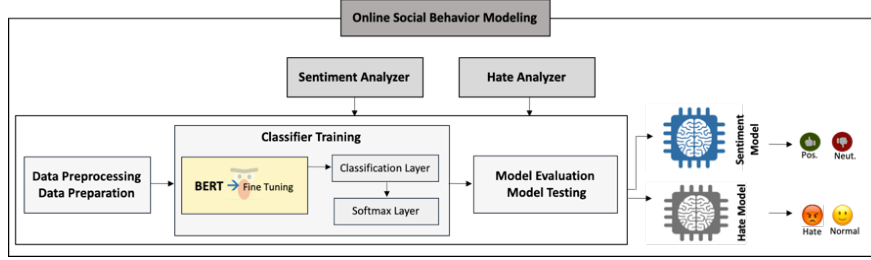 Online Social Behavior Modeling
Sentiment Analyzer
Hate Analyzer
Classifier Training
Data Preprocessing
Data Preparation
BERT
Fine Tuning
Classification Layer
Softmax Layer
Model Evaluation
Model Testing
Sentiment
Model
Pos.
Neut.
Hate Model
Hate
Normal